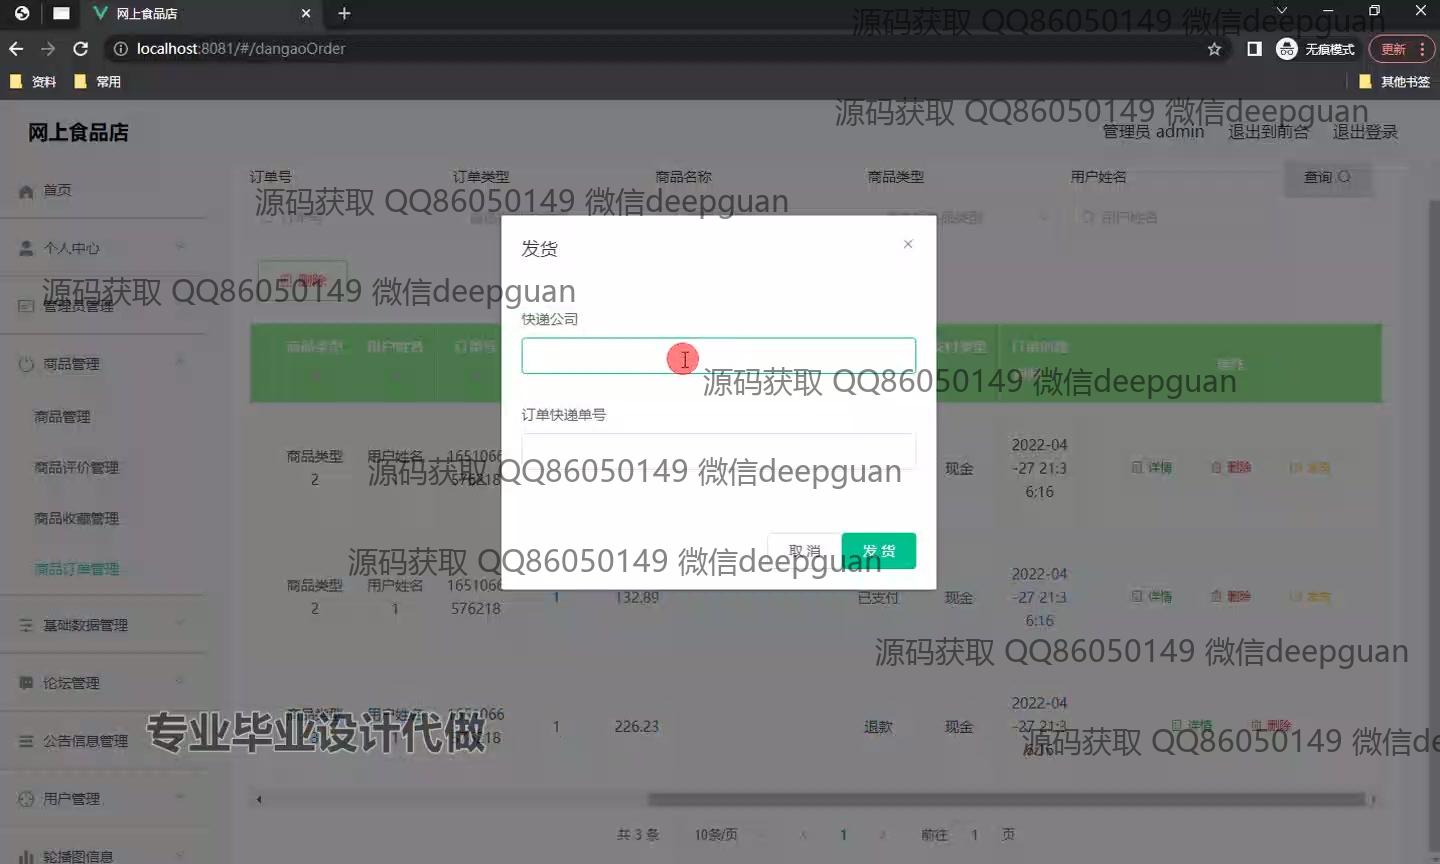 网上食品店
localhost:8081/#/dangaoOrder
无痕模式
更新
资料
常用
其他书签
源码获取 QQ86050149 微信deepguan
源码获取 QQ86050149 微信deepguan
网上食品店
管理员 admin
退出到前台
退出登录
订单号
订单类型
商品名称
商品类型
用户姓名
查询
源码获取 QQ86050149 微信deepguan
用户姓名
首页
个人中心
管理员管理
商品管理
商品管理
商品评价管理
商品收藏管理
商品订单管理
基础数据管理
论坛管理
公告信息管理
用户管理
轮播图信息
删除
源码获取 QQ86050149 微信deepguan
发货
快递公司
订单快递单号
取消
发货
源码获取 QQ86050149 微信deepguan
商品类型
用户姓名
操作
商品类型2
用户姓名
1651066576218
现金
2022-04-27 21:36:16
详情
删除
发货
源码获取 QQ86050149 微信deepguan
源码获取 QQ86050149 微信deepguan
商品类型2
用户姓名1
1651066576218
1
132.89
已支付
现金
2022-04-27 21:36:16
详情
删除
发货
源码获取 QQ86050149 微信deepguan
1
226.23
退款
现金
2022-04-27 21:36:16
详情
删除
专业毕业设计代做
源码获取 QQ86050149 微信de
共 3 条
10条/页
1
前往
1
页